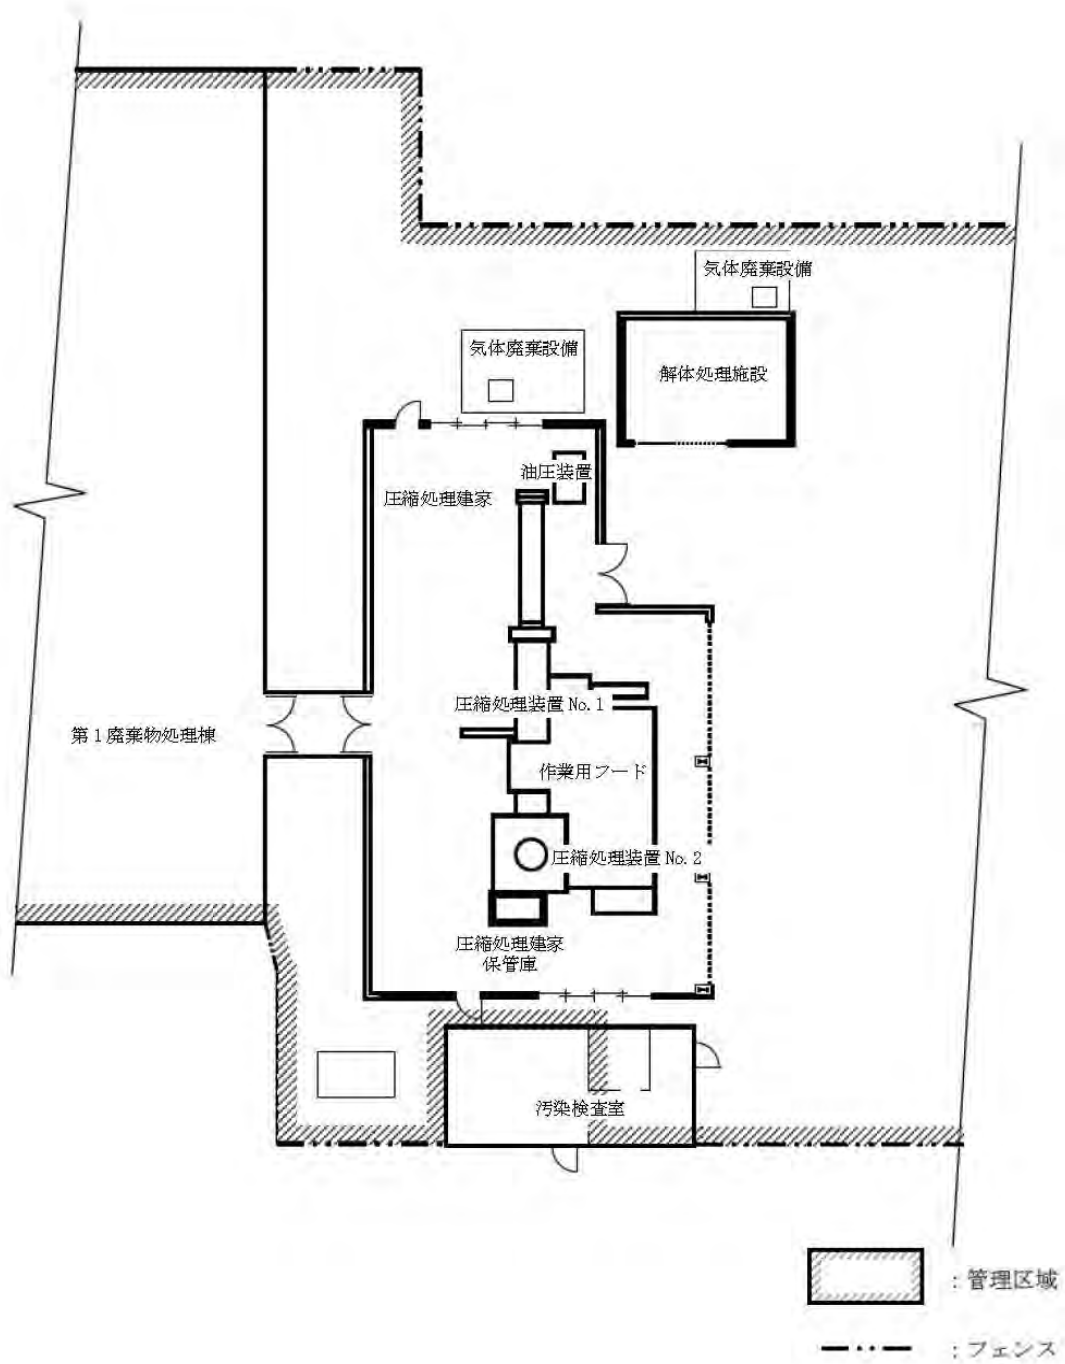 気体廃棄設備
気体廃棄設備
解体処理施設
油圧装置
圧縮処理建家
圧縮処理装置 No. 1
第1廃棄物処理棟
作業用フード
圧縮処理装置 No. 2
圧縮処理建家
保管庫
汚染検査室
: 管理区域
: フェンス